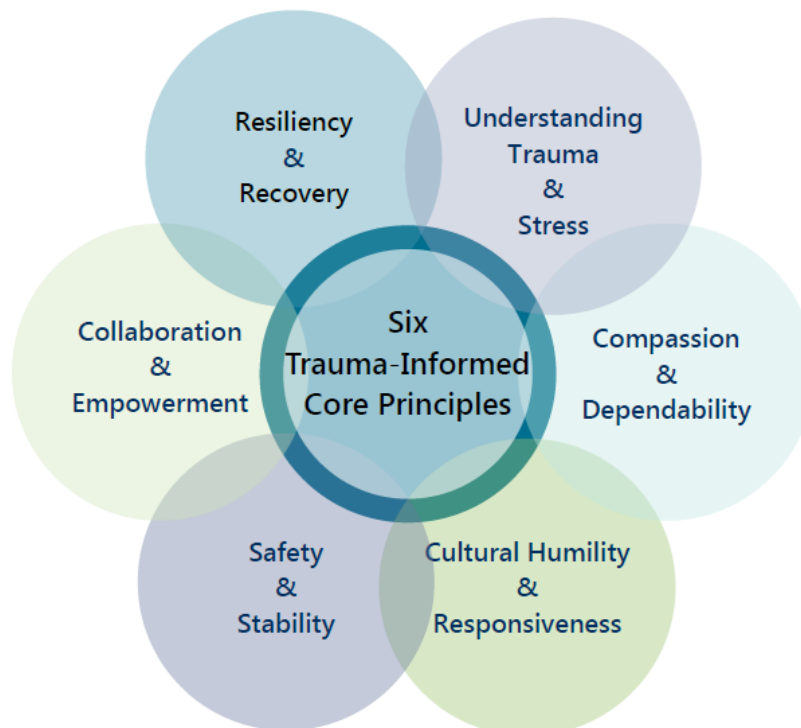 Six
Trauma-Informed
Core Principles
Understanding
Trauma
&
Stress
Compassion
&
Dependability
Cultural Humility
&
Responsiveness
Safety
&
Stability
Collaboration
&
Empowerment
Resiliency
&
Recovery